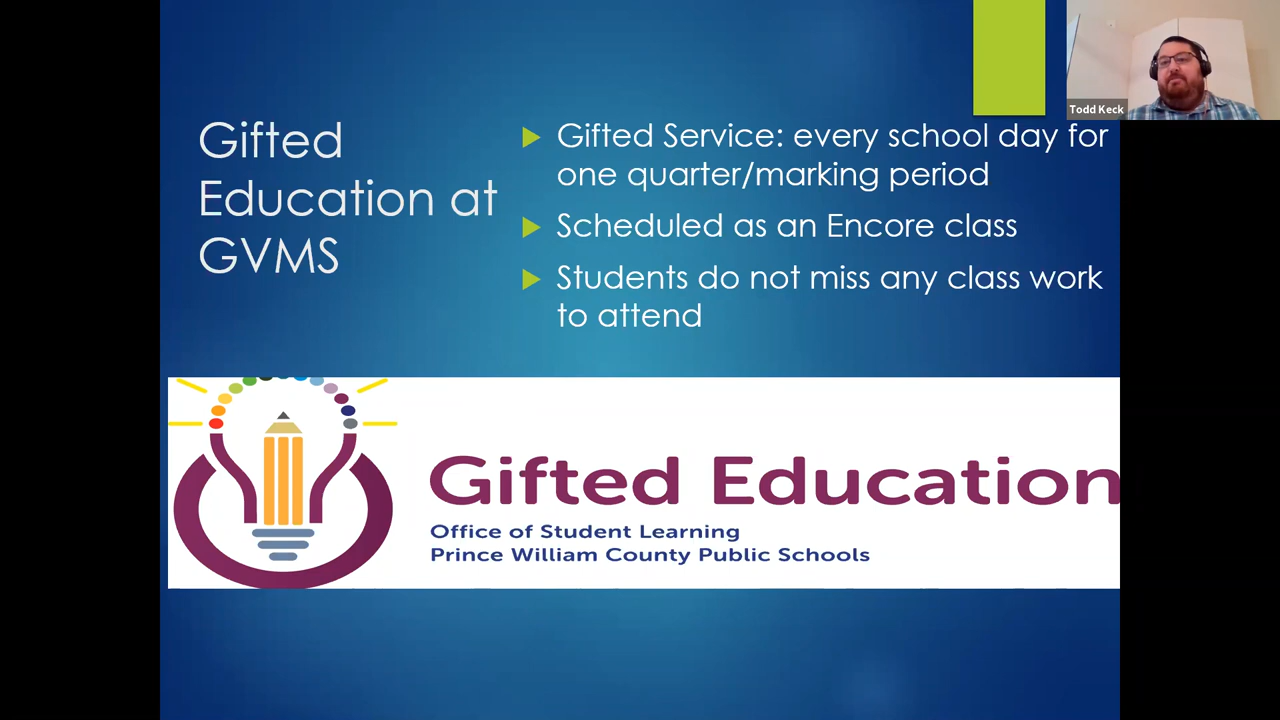 Gifted
Education at
GVMS
Gifted Service: every school day for
one quarter/marking period
Scheduled as an Encore class
Students do not miss any class work
to attend
Todd Keck
Gifted Education
Office of Student Learning
Prince William County Public Schools